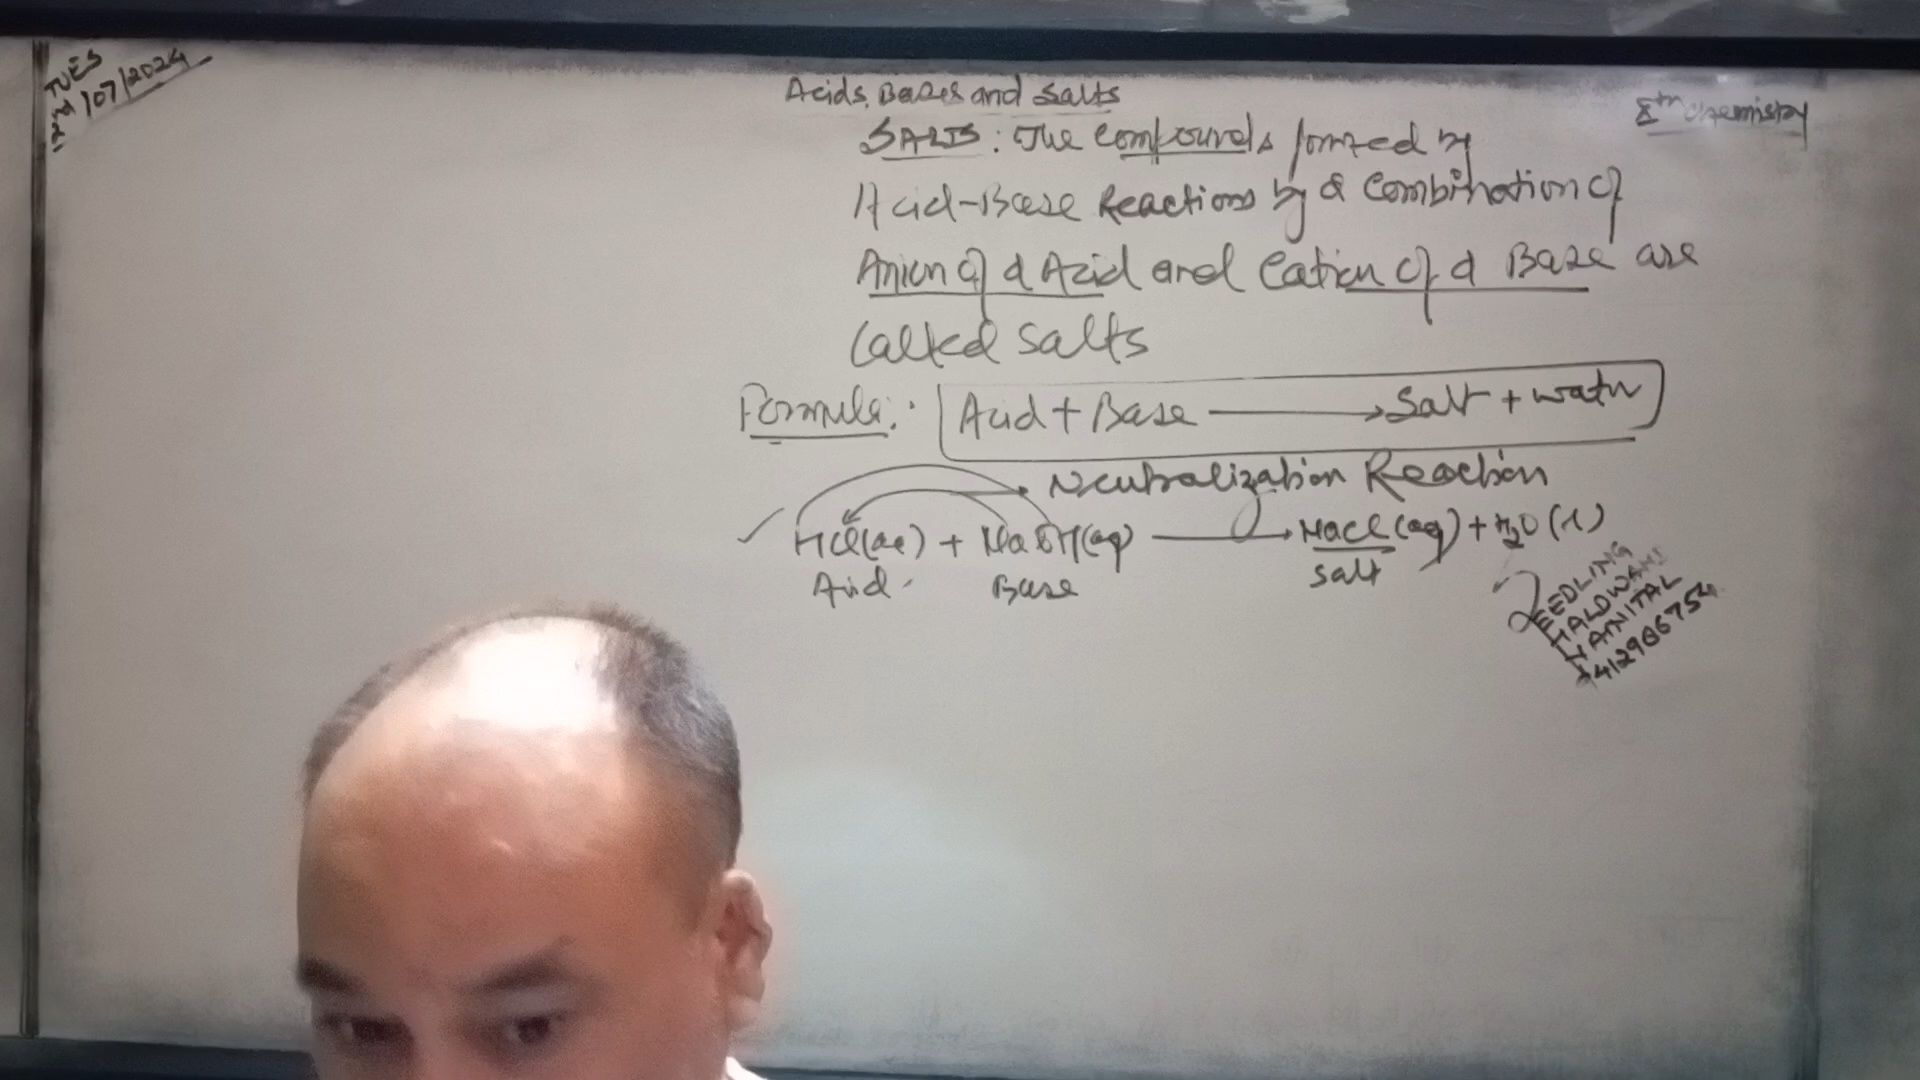 TUES
/07/2024
Acids, Bases and Salts
8th Chemistry
SALTS: The Compounds formed by
Acid-Base Reactions by a Combination of
Anion of a Acid and Cation of a Base are
Called Salts
Formula: Acid + Base → Salt + water
Neutralization Reaction
✓ HCl(aq) + NaOH(aq) → NaCl(aq) + H2O(l)
Acid Base Salt
EEDLING
HALDWANI
NAINITAL